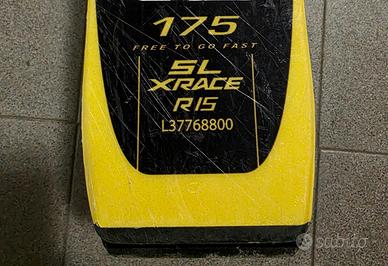 175
FREE TO GO FAST
SL
XRACE
R15
L37768800
subito